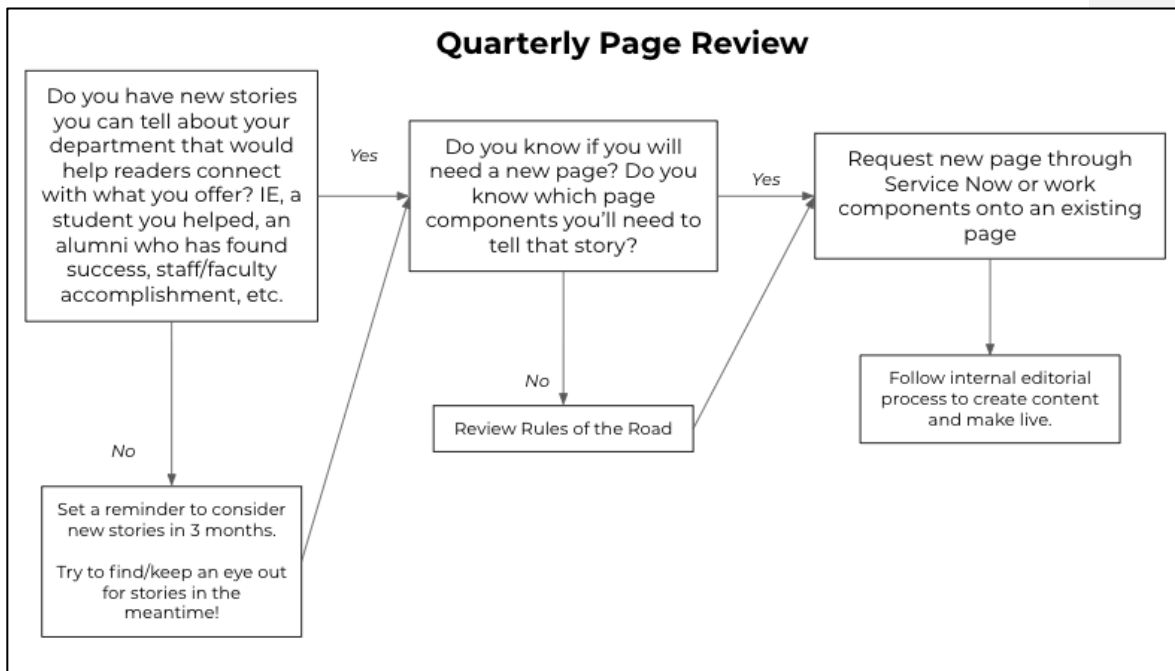 Quarterly Page Review
Do you have new stories
you can tell about your
department that would
help readers connect
with what you offer? IE, a
student you helped, an
alumni who has found
success, staff/faculty
accomplishment, etc.
Yes
Do you know if you will
need a new page? Do you
know which page
components you’ll need to
tell that story?
Yes
Request new page through
Service Now or work
components onto an existing
page
No
Set a reminder to consider
new stories in 3 months.
Try to find/keep an eye out
for stories in the
meantime!
No
Review Rules of the Road
Follow internal editorial
process to create content
and make live.